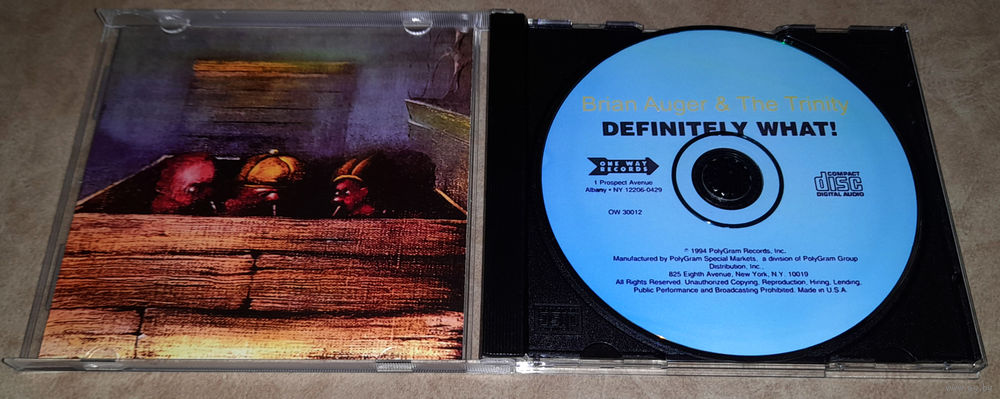 Brian Auger & The Trinity
DEFINITELY WHAT!
ONE WAY
RECORDS
1 Prospect Avenue
Albany • NY 12206-0429
OW 30012
COMPACT
disc
DIGITAL AUDIO
℗ 1994 PolyGram Records, Inc.
Manufactured by PolyGram Special Markets, a division of PolyGram Group
Distribution, Inc.,
825 Eighth Avenue, New York, N.Y. 10019
All Rights Reserved. Unauthorized Copying, Reproduction, Hiring, Lending,
Public Performance and Broadcasting Prohibited. Made in U.S.A.